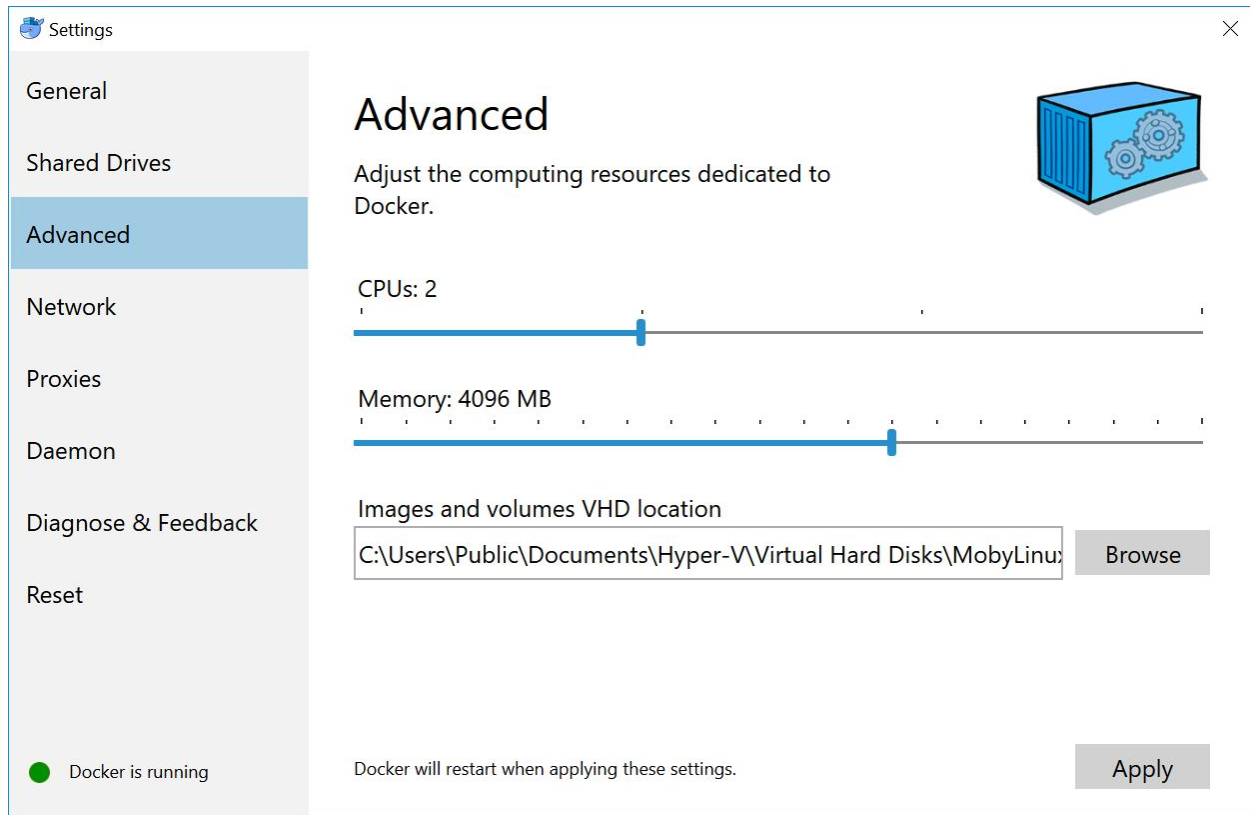 Settings
General
Shared Drives
Advanced
Network
Proxies
Daemon
Diagnose & Feedback
Reset
Docker is running
Advanced
Adjust the computing resources dedicated to
Docker.
CPUs: 2
Memory: 4096 MB
Images and volumes VHD location
C:\Users\Public\Documents\Hyper-V\Virtual Hard Disks\MobyLinux
Browse
Docker will restart when applying these settings.
Apply